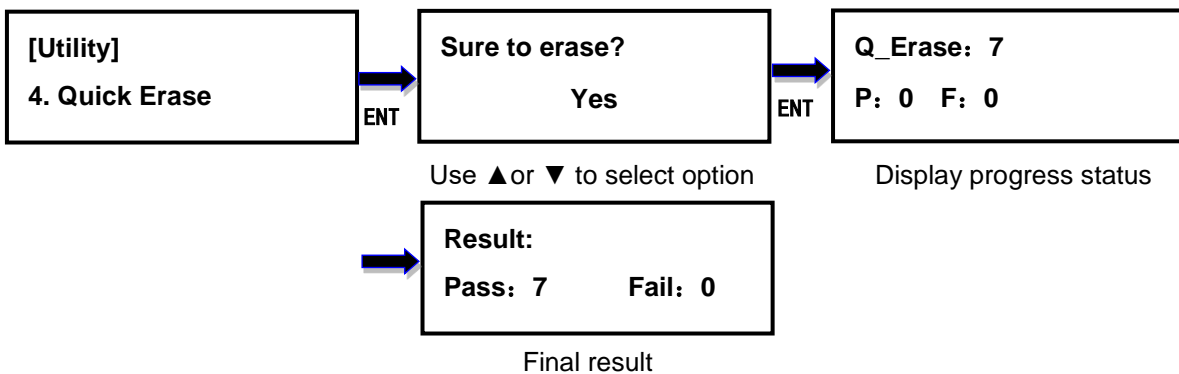 [Utility]
4. Quick Erase
ENT
Sure to erase?
Yes
ENT
Q_Erase：7
P：0 F：0
Use ▲or ▼ to select option
Display progress status
Result:
Pass：7 Fail：0
Final result